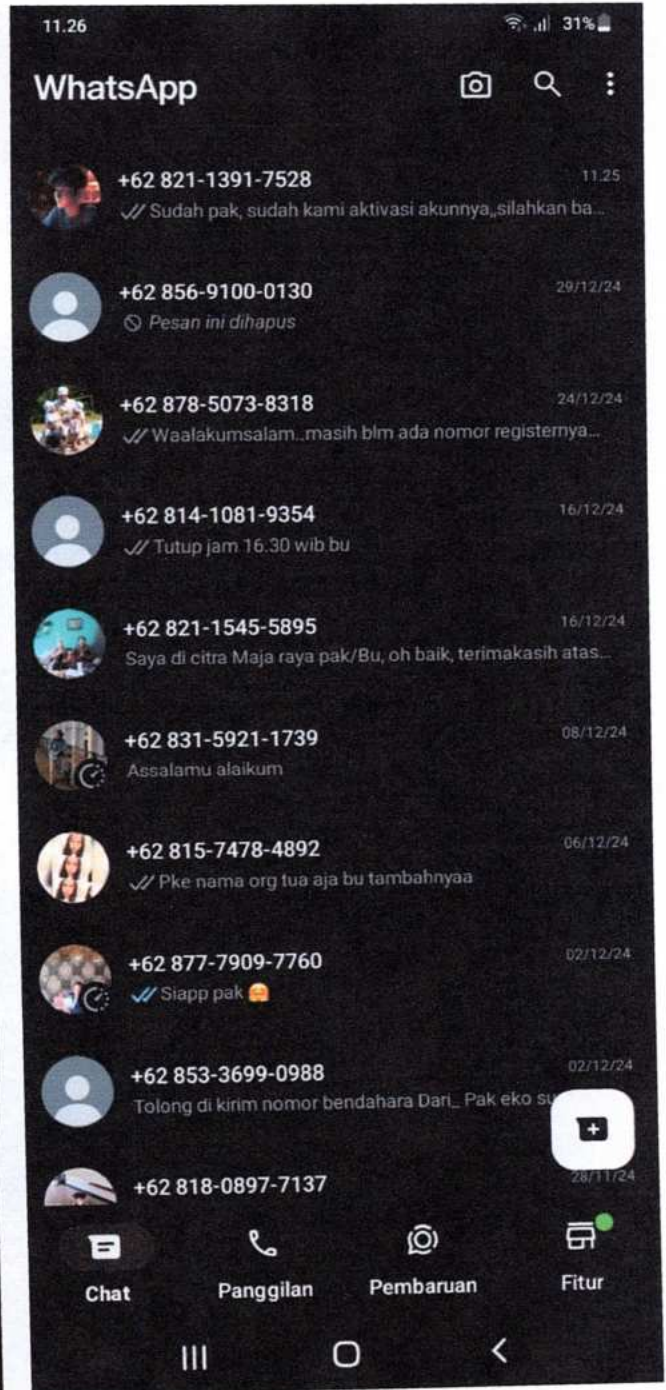 11.26 31%
WhatsApp
+62 821-1391-7528 11.25
Sudah pak, sudah kami aktivasi akunnya,,silahkan ba...
+62 856-9100-0130 29/12/24
Pesan ini dihapus
+62 878-5073-8318 24/12/24
Waalakumsalam..masih blm ada nomor registernya...
+62 814-1081-9354 16/12/24
Tutup jam 16.30 wib bu
+62 821-1545-5895 16/12/24
Saya di citra Maja raya pak/Bu, oh baik, terimakasih atas...
+62 831-5921-1739 08/12/24
Assalamu alaikum
+62 815-7478-4892 06/12/24
Pke nama org tua aja bu tambahnyaa
+62 877-7909-7760 02/12/24
Siapp pak 🤗
+62 853-3699-0988 02/12/24
Tolong di kirim nomor bendahara Dari_ Pak eko su
+62 818-0897-7137 28/11/24
Chat Panggilan Pembaruan Fitur